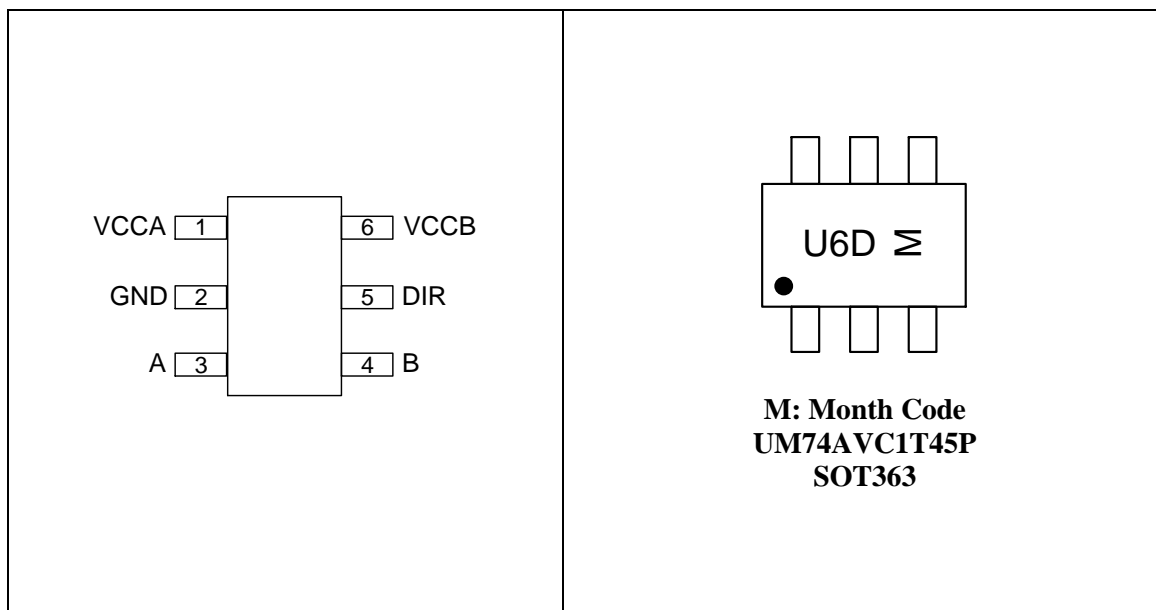 VCCA 1 6 VCCB
GND 2 5 DIR
A 3 4 B
U6D M
M: Month Code
UM74AVC1T45P
SOT363